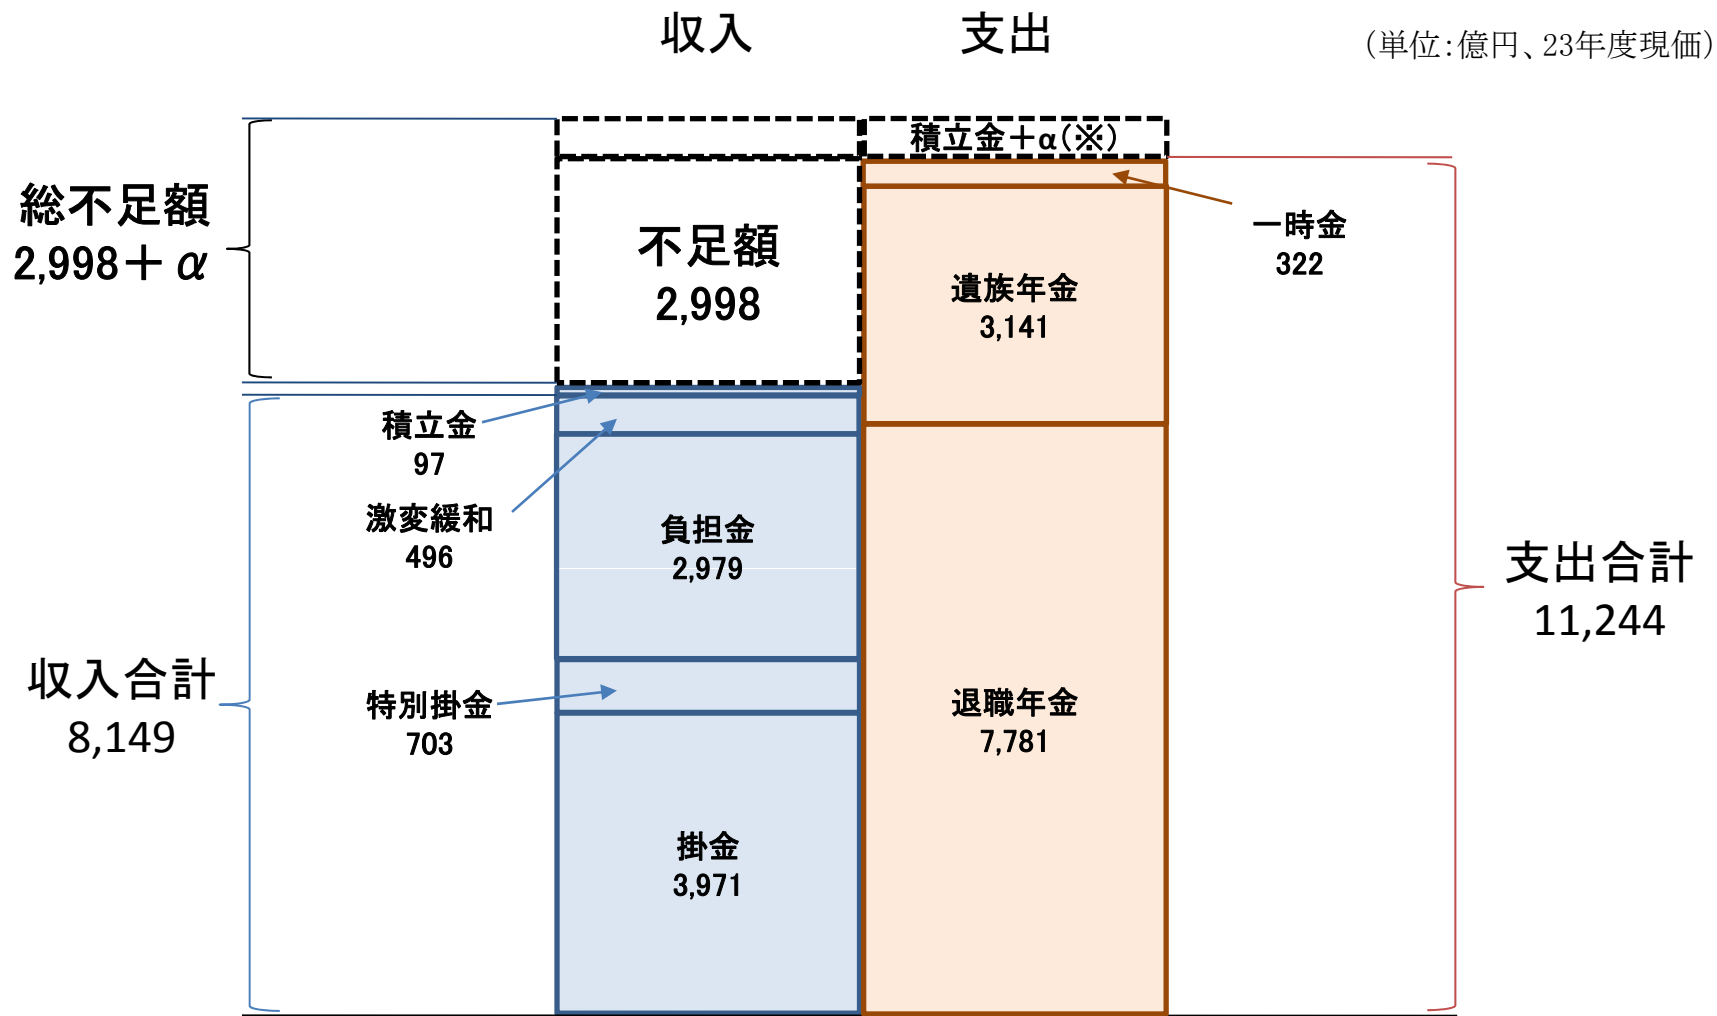 収入
支出
（単位：億円、23年度現価）
積立金＋α（※）
総不足額
2,998＋α
不足額
2,998
一時金
322
遺族年金
3,141
積立金
97
激変緩和
496
負担金
2,979
支出合計
11,244
収入合計
8,149
特別掛金
703
退職年金
7,781
掛金
3,971